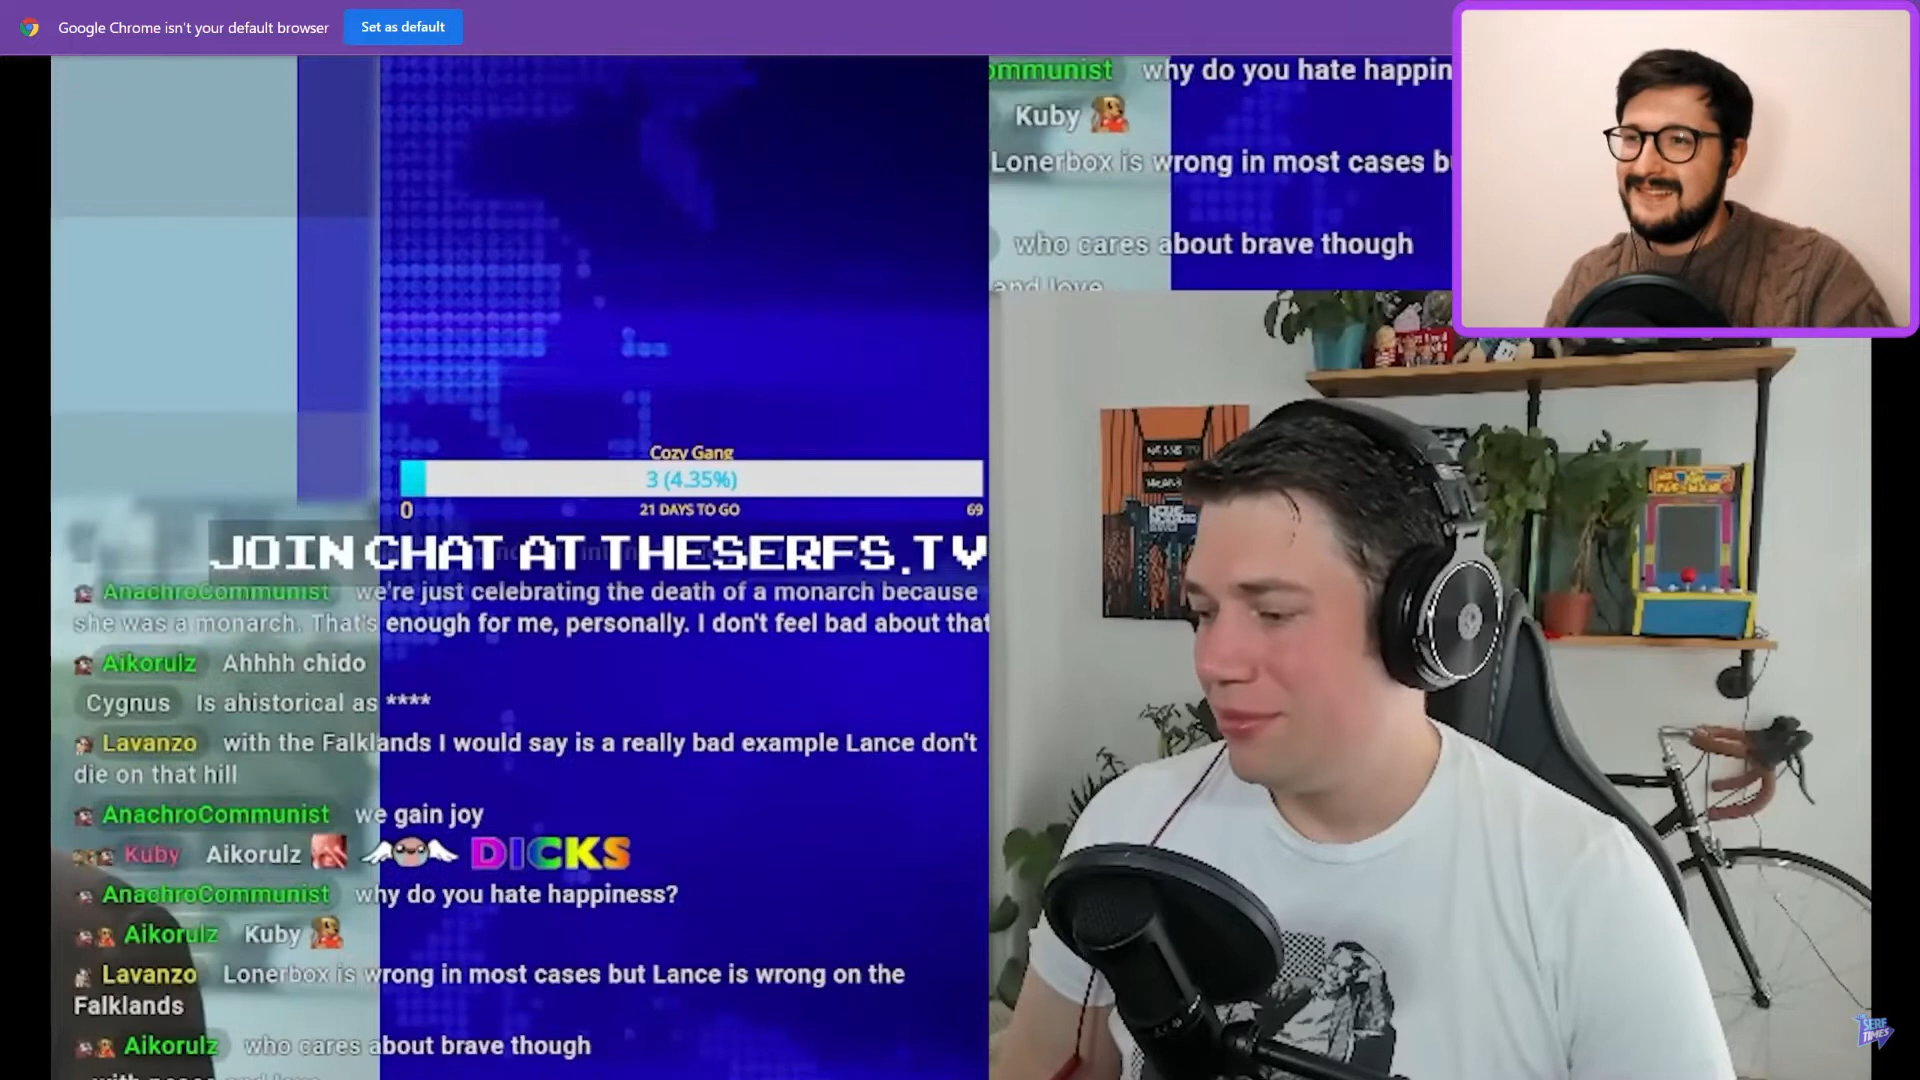 Google Chrome isn't your default browser
Set as default
ommunist why do you hate happin
Kuby
Lonerbox is wrong in most cases b
who cares about brave though
and love
Cozy Gang
3 (4.35%)
0 21 DAYS TO GO 69
JOIN CHAT AT THESERFS.TV
AnachroCommunist we're just celebrating the death of a monarch because
she was a monarch. That's enough for me, personally. I don't feel bad about that
Aikorulz Ahhhh chido
Cygnus Is ahistorical as ****
Lavanzo with the Falklands I would say is a really bad example Lance don't
die on that hill
AnachroCommunist we gain joy
Kuby Aikorulz DICKS
AnachroCommunist why do you hate happiness?
Aikorulz Kuby
Lavanzo Lonerbox is wrong in most cases but Lance is wrong on the
Falklands
Aikorulz who cares about brave though
SERF
TIMES